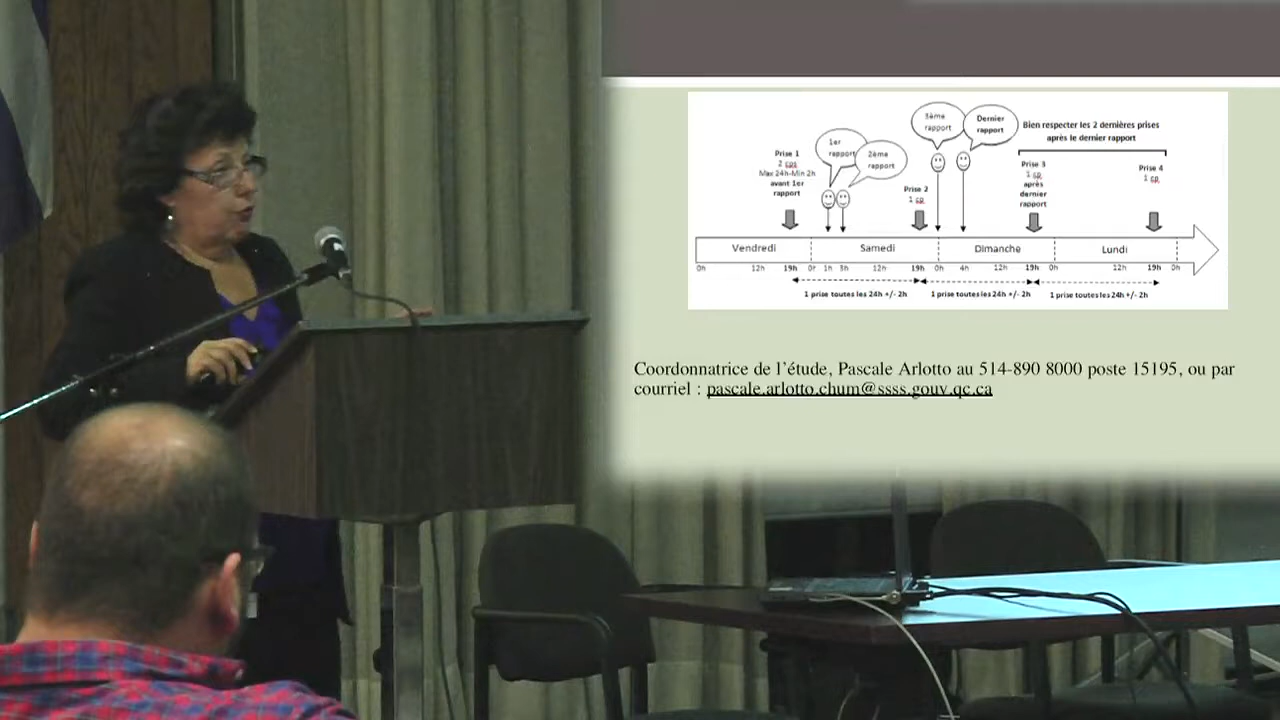 3ème
rapport
Dernier
rapport
Bien respecter les 2 dernières prises
après le dernier rapport
1er
rapport
2ème
rapport
Prise 1
2 cps
Max 24h-Min 2h
avant 1er
rapport
Prise 2
1 cp
Prise 3
1 cp
après
dernier
rapport
Prise 4
1 cp
Vendredi
Samedi
Dimanche
Lundi
0h 12h 19h 0h 1h 3h 12h 19h 0h 4h 12h 19h 0h 12h 19h 0h
1 prise toutes les 24h +/- 2h
1 prise toutes les 24h +/- 2h
1 prise toutes les 24h +/- 2h
Coordonnatrice de l'étude, Pascale Arlotto au 514-890 8000 poste 15195, ou par
courriel : pascale.arlotto.chum@ssss.gouv.qc.ca